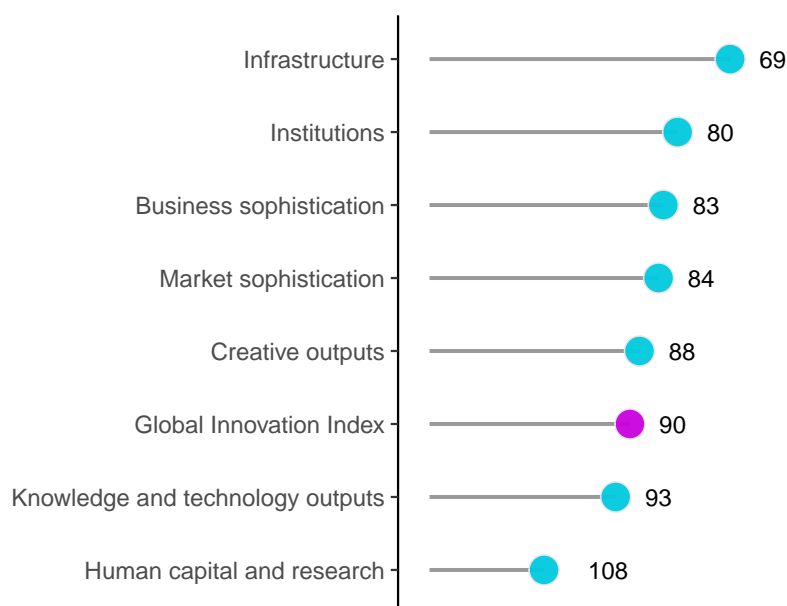 Infrastructure 69
Institutions 80
Business sophistication 83
Market sophistication 84
Creative outputs 88
Global Innovation Index 90
Knowledge and technology outputs 93
Human capital and research 108